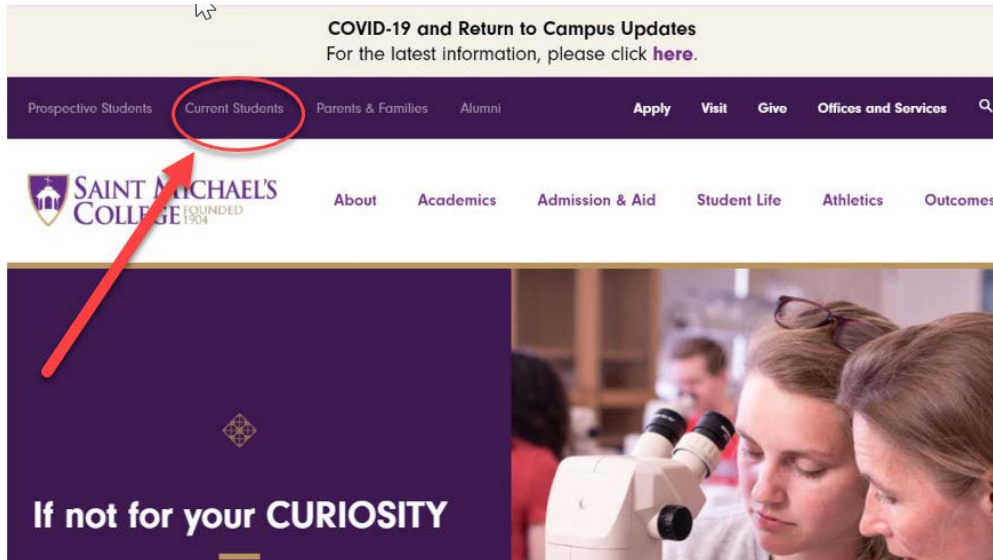 COVID-19 and Return to Campus Updates
For the latest information, please click here.
Prospective Students Current Students Parents & Families Alumni Apply Visit Give Offices and Services
SAINT MICHAEL'S
COLLEGE FOUNDED
1904
About Academics Admission & Aid Student Life Athletics Outcomes
If not for your CURIOSITY